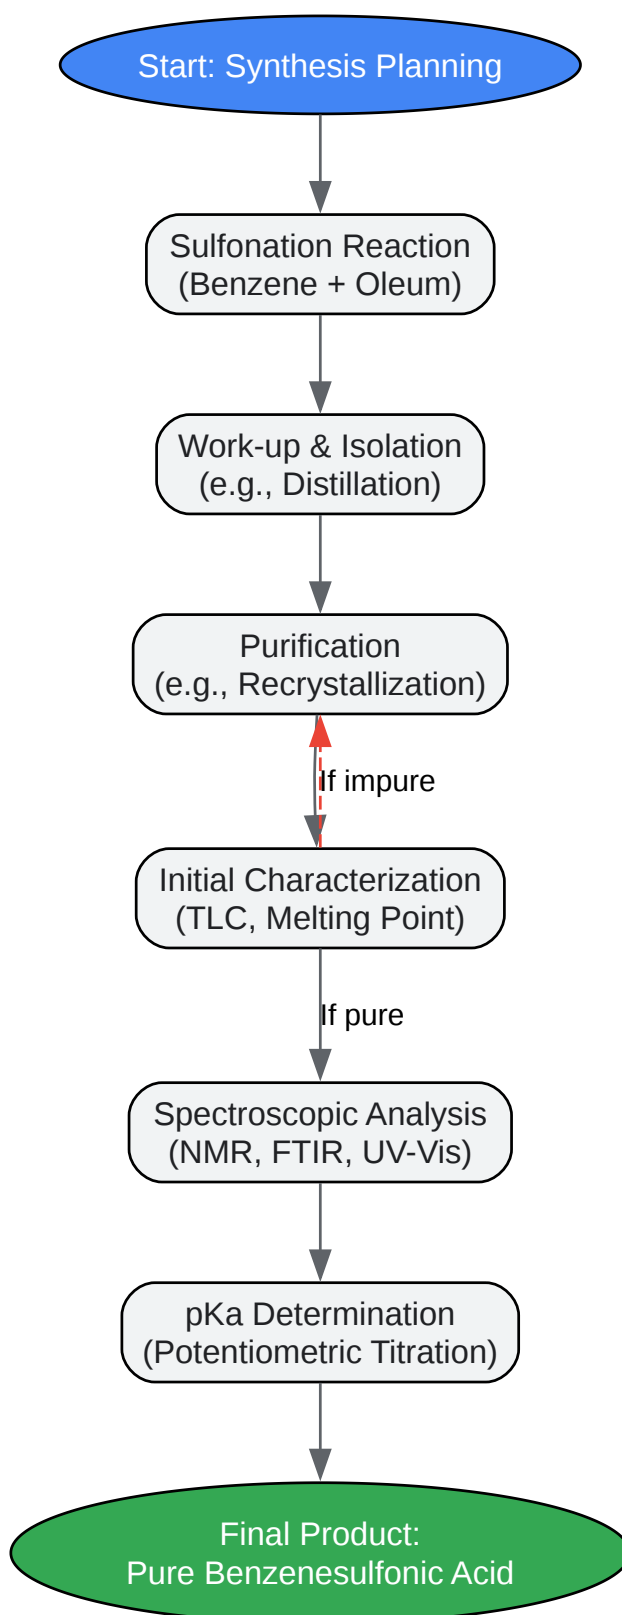 Start: Synthesis Planning
Sulfonation Reaction
(Benzene + Oleum)
Work-up & Isolation
(e.g., Distillation)
Purification
(e.g., Recrystallization)
If impure
Initial Characterization
(TLC, Melting Point)
If pure
Spectroscopic Analysis
(NMR, FTIR, UV-Vis)
pKa Determination
(Potentiometric Titration)
Final Product:
Pure Benzenesulfonic Acid